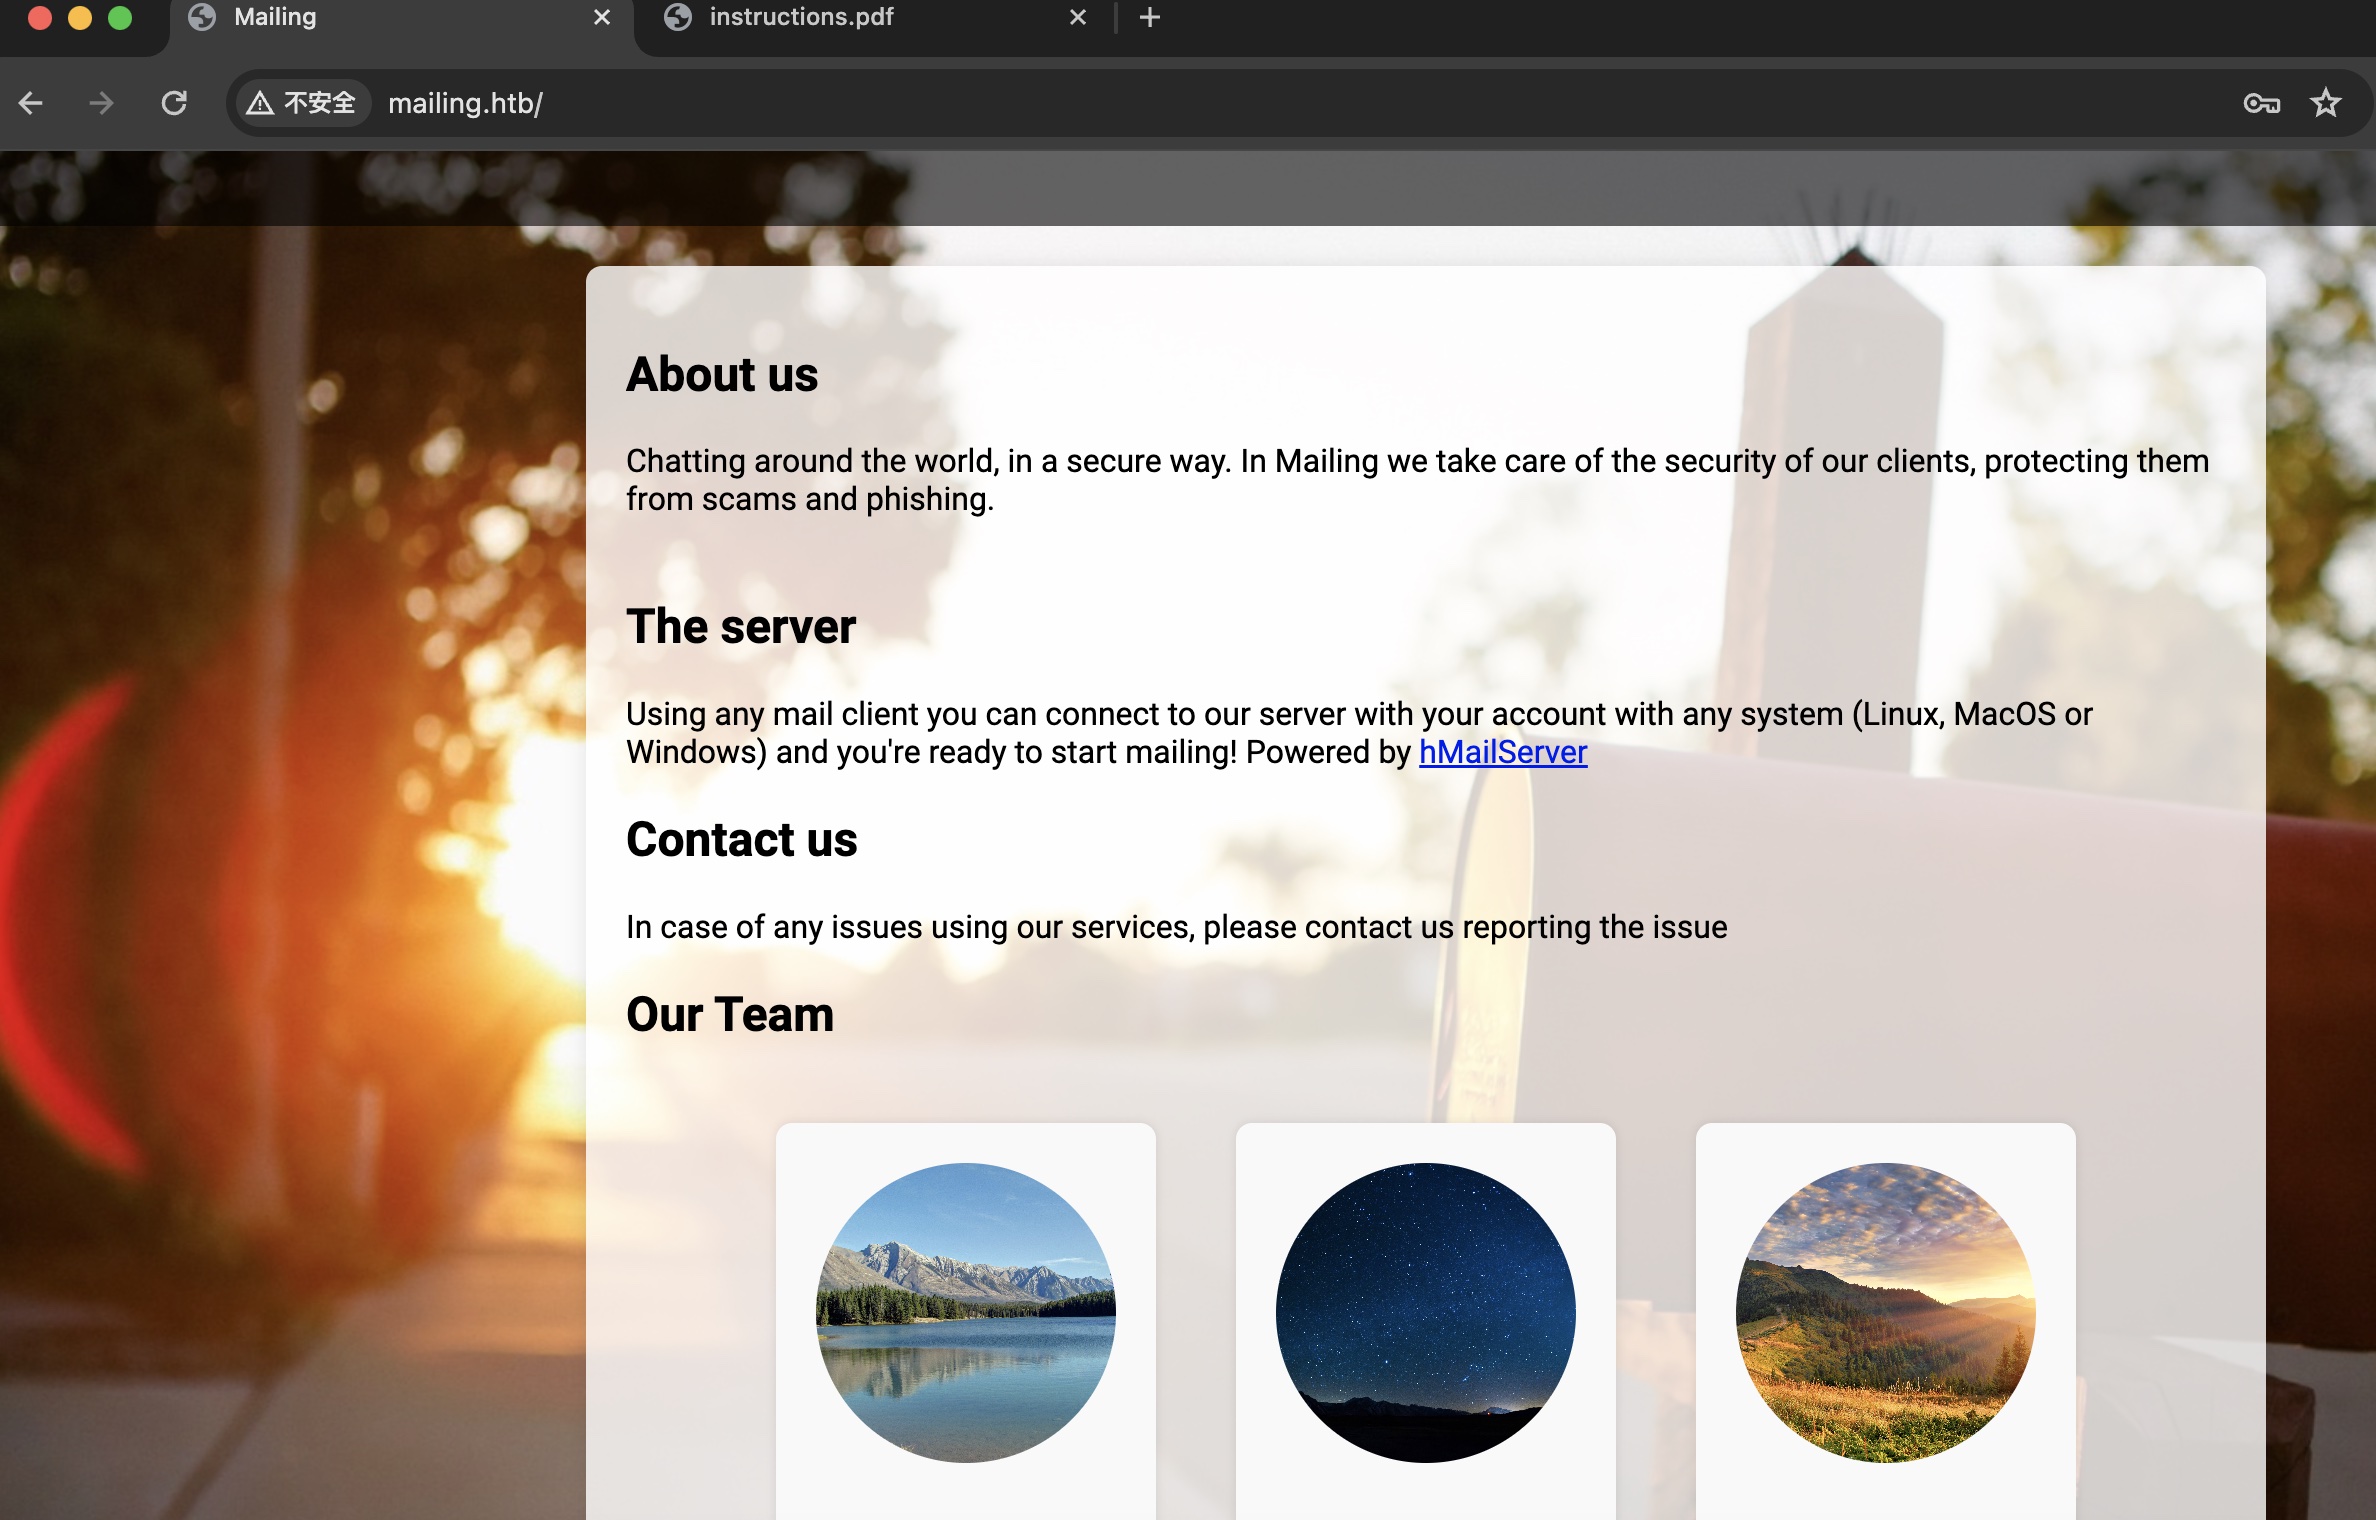 Mailing
instructions.pdf
不安全
mailing.htb/
About us
Chatting around the world, in a secure way. In Mailing we take care of the security of our clients, protecting them
from scams and phishing.
The server
Using any mail client you can connect to our server with your account with any system (Linux, MacOS or
Windows) and you're ready to start mailing! Powered by hMailServer
Contact us
In case of any issues using our services, please contact us reporting the issue
Our Team